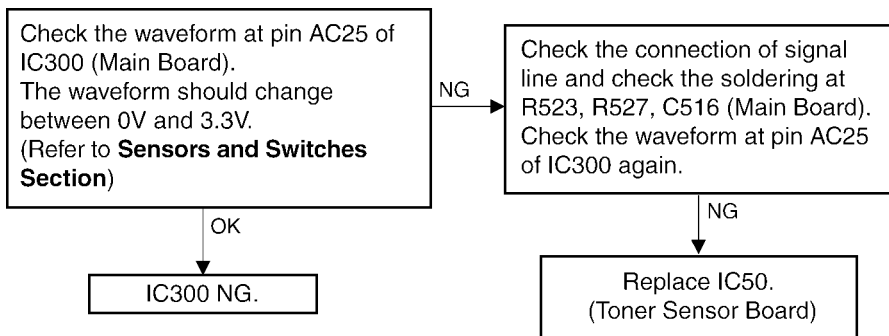 Check the waveform at pin AC25 of
IC300 (Main Board).
The waveform should change
between 0V and 3.3V.
(Refer to Sensors and Switches
Section)
NG
Check the connection of signal
line and check the soldering at
R523, R527, C516 (Main Board).
Check the waveform at pin AC25
of IC300 again.
OK
IC300 NG.
NG
Replace IC50.
(Toner Sensor Board)